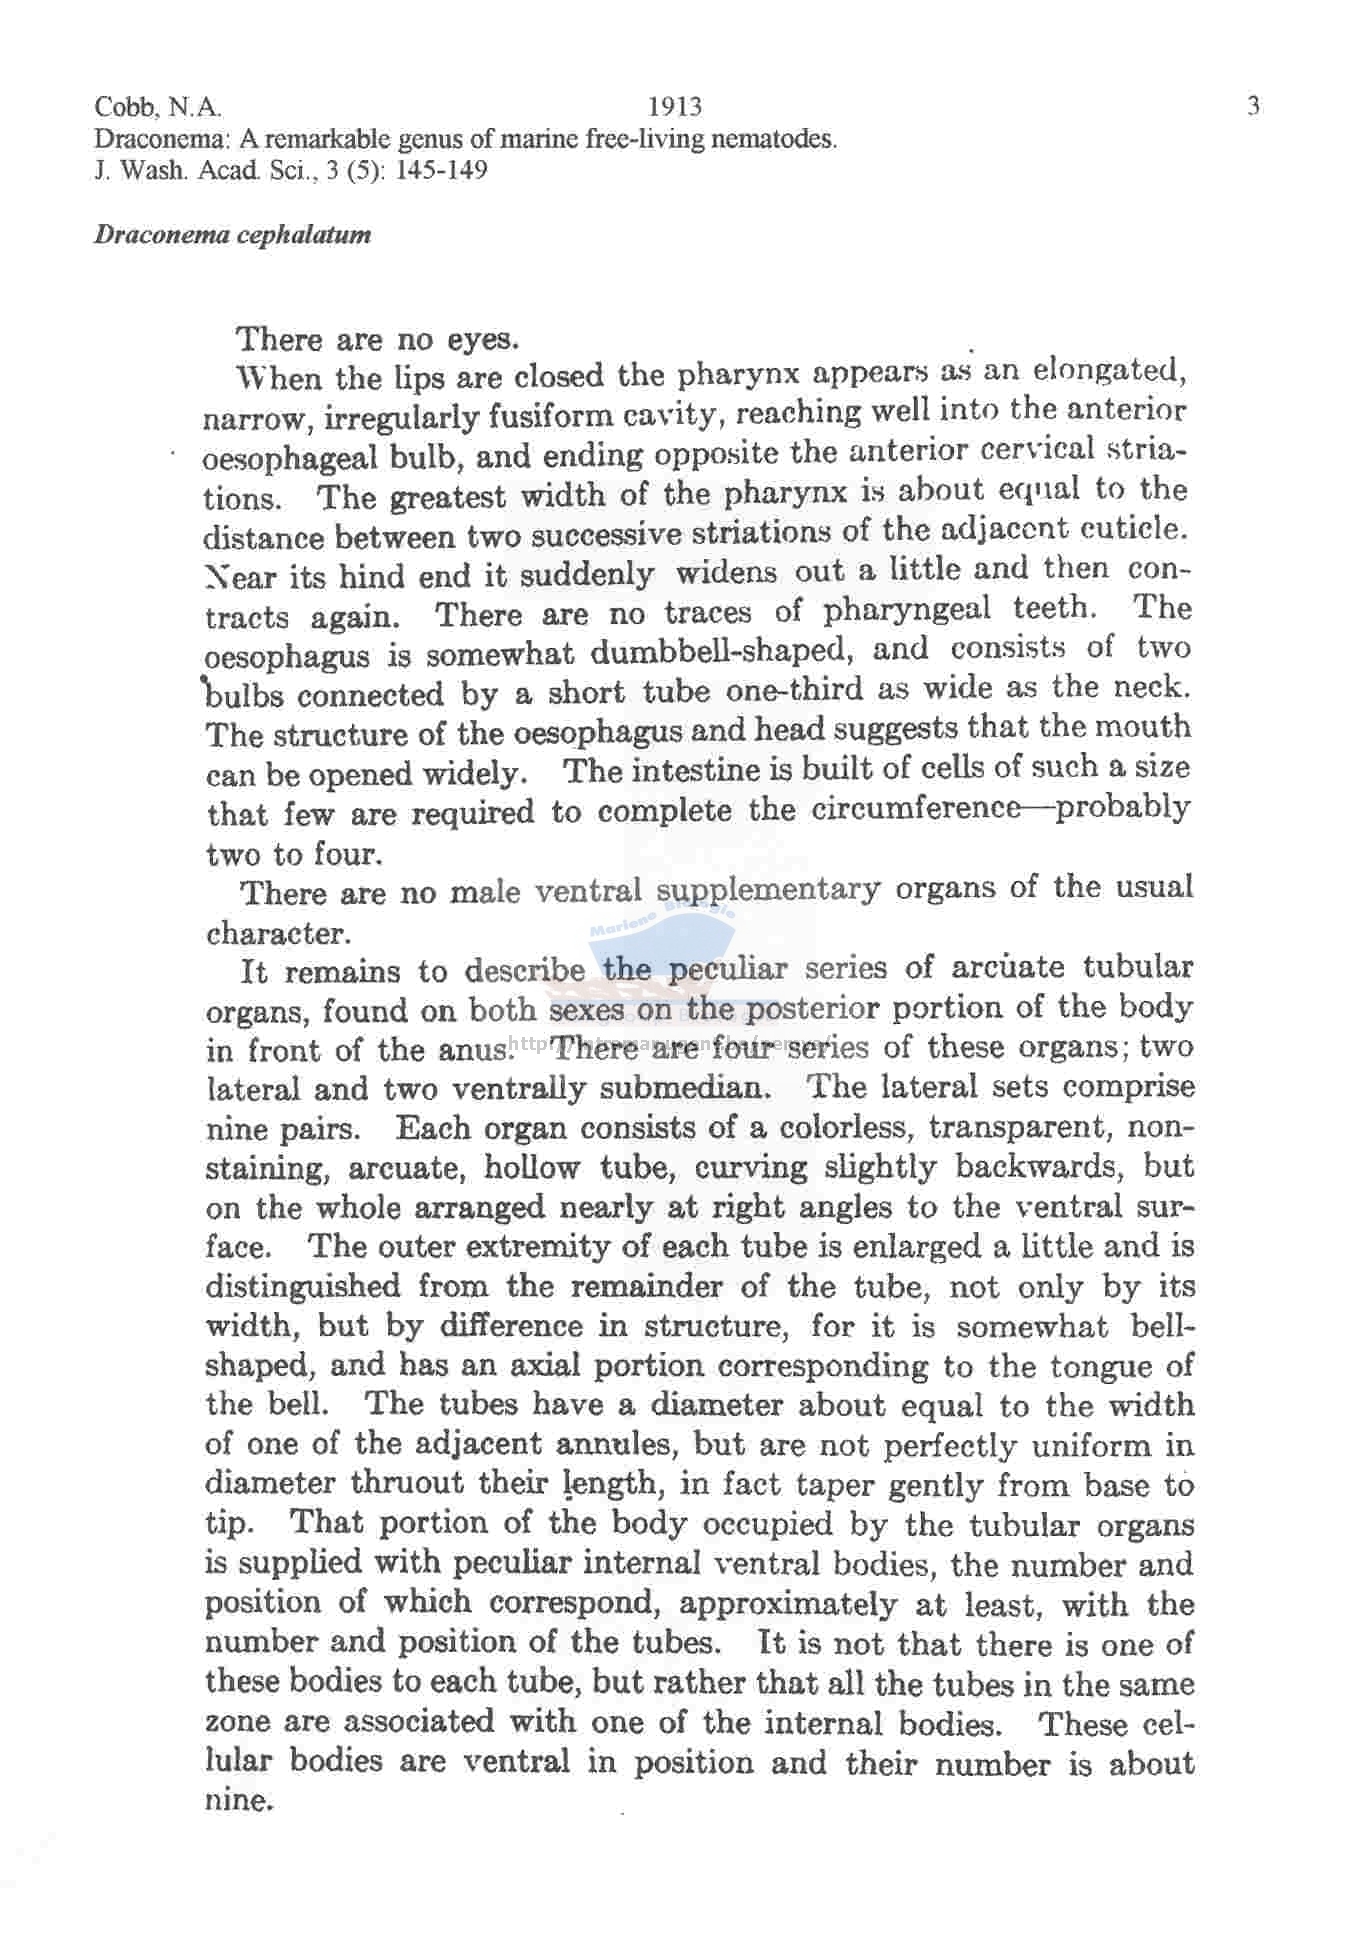 Cobb, N.A. 1913 3
Draconema: A remarkable genus of marine free-living nematodes.
J. Wash. Acad. Sci., 3 (5): 145-149
Draconema cephalatum
There are no eyes.
When the lips are closed the pharynx appears as an elongated,
narrow, irregularly fusiform cavity, reaching well into the anterior
oesophageal bulb, and ending opposite the anterior cervical stria-
tions. The greatest width of the pharynx is about equal to the
distance between two successive striations of the adjacent cuticle.
Near its hind end it suddenly widens out a little and then con-
tracts again. There are no traces of pharyngeal teeth. The
oesophagus is somewhat dumbbell-shaped, and consists of two
bulbs connected by a short tube one-third as wide as the neck.
The structure of the oesophagus and head suggests that the mouth
can be opened widely. The intestine is built of cells of such a size
that few are required to complete the circumference—probably
two to four.
There are no male ventral supplementary organs of the usual
character.
Mariene Biologie
It remains to describe the peculiar series of arcuate tubular
organs, found on both sexes on the posterior portion of the body
in front of the anus. There are four series of these organs; two
lateral and two ventrally submedian. The lateral sets comprise
nine pairs. Each organ consists of a colorless, transparent, non-
staining, arcuate, hollow tube, curving slightly backwards, but
on the whole arranged nearly at right angles to the ventral sur-
face. The outer extremity of each tube is enlarged a little and is
distinguished from the remainder of the tube, not only by its
width, but by difference in structure, for it is somewhat bell-
shaped, and has an axial portion corresponding to the tongue of
the bell. The tubes have a diameter about equal to the width
of one of the adjacent annules, but are not perfectly uniform in
diameter thruout their length, in fact taper gently from base to
tip. That portion of the body occupied by the tubular organs
is supplied with peculiar internal ventral bodies, the number and
position of which correspond, approximately at least, with the
number and position of the tubes. It is not that there is one of
these bodies to each tube, but rather that all the tubes in the same
zone are associated with one of the internal bodies. These cel-
lular bodies are ventral in position and their number is about
nine.